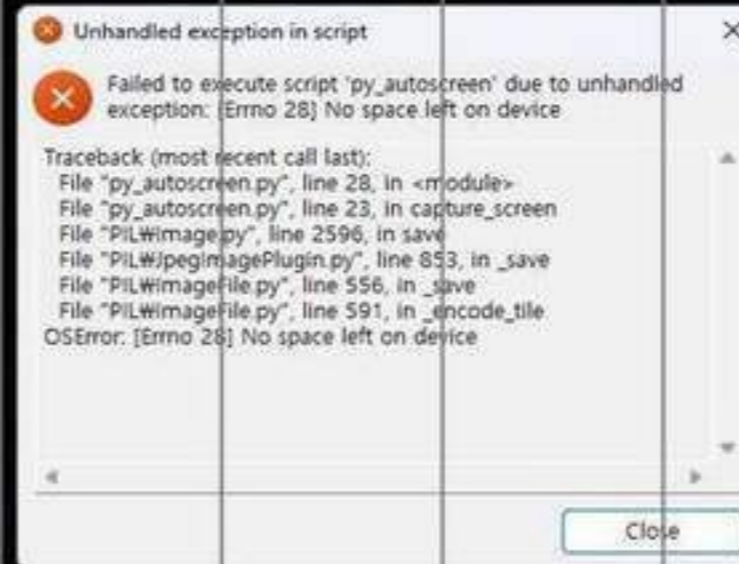 Unhandled exception in script
Failed to execute script 'py_autoscreen' due to unhandled
exception: [Errno 28] No space left on device
Traceback (most recent call last):
File "py_autoscreen.py", line 28, in <module>
File "py_autoscreen.py", line 23, in capture_screen
File "PIL₩Image.py", line 2596, in save
File "PIL₩JpegImagePlugin.py", line 853, in _save
File "PIL₩ImageFile.py", line 556, in _save
File "PIL₩ImageFile.py", line 591, in _encode_tile
OSError: [Errno 28] No space left on device
Close